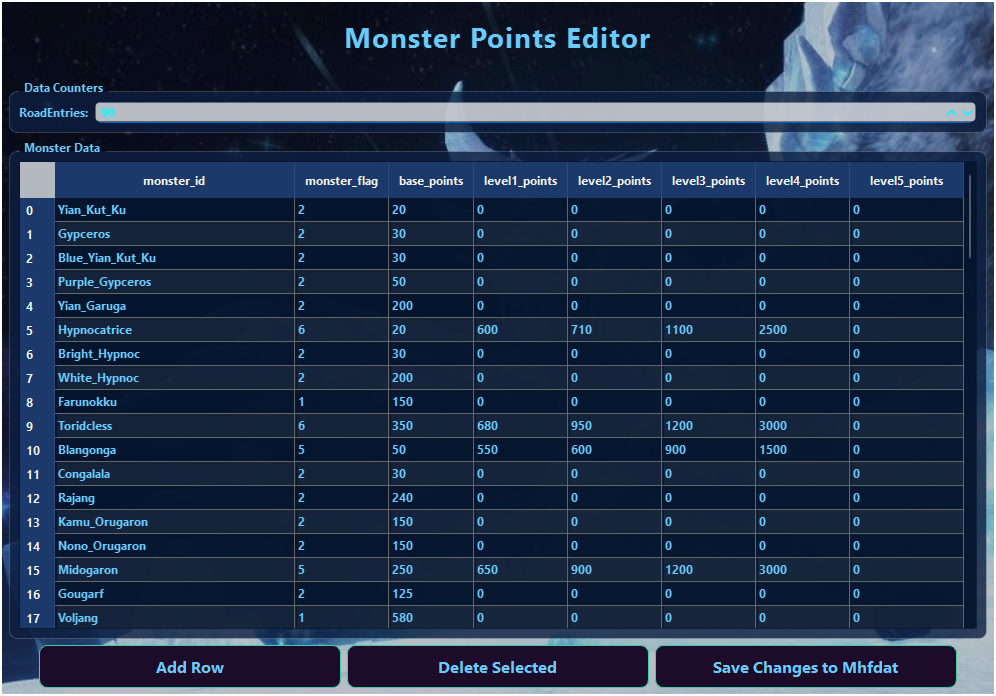 Monster Points Editor
Data Counters
RoadEntries: 90
Monster Data
monster_id monster_flag base_points level1_points level2_points level3_points level4_points level5_points
0 Yian_Kut_Ku 2 20 0 0 0 0 0
1 Gypceros 2 30 0 0 0 0 0
2 Blue_Yian_Kut_Ku 2 30 0 0 0 0 0
3 Purple_Gypceros 2 50 0 0 0 0 0
4 Yian_Garuga 2 200 0 0 0 0 0
5 Hypnocatrice 6 20 600 710 1100 2500 0
6 Bright_Hypnoc 2 30 0 0 0 0 0
7 White_Hypnoc 2 200 0 0 0 0 0
8 Farunokku 1 150 0 0 0 0 0
9 Toridcless 6 350 680 950 1200 3000 0
10 Blangonga 5 50 550 600 900 1500 0
11 Congalala 2 30 0 0 0 0 0
12 Rajang 2 240 0 0 0 0 0
13 Kamu_Orugaron 2 150 0 0 0 0 0
14 Nono_Orugaron 2 150 0 0 0 0 0
15 Midogaron 5 250 650 900 1200 3000 0
16 Gougarf 2 125 0 0 0 0 0
17 Voljang 1 580 0 0 0 0 0
Add Row Delete Selected Save Changes to Mhfdat